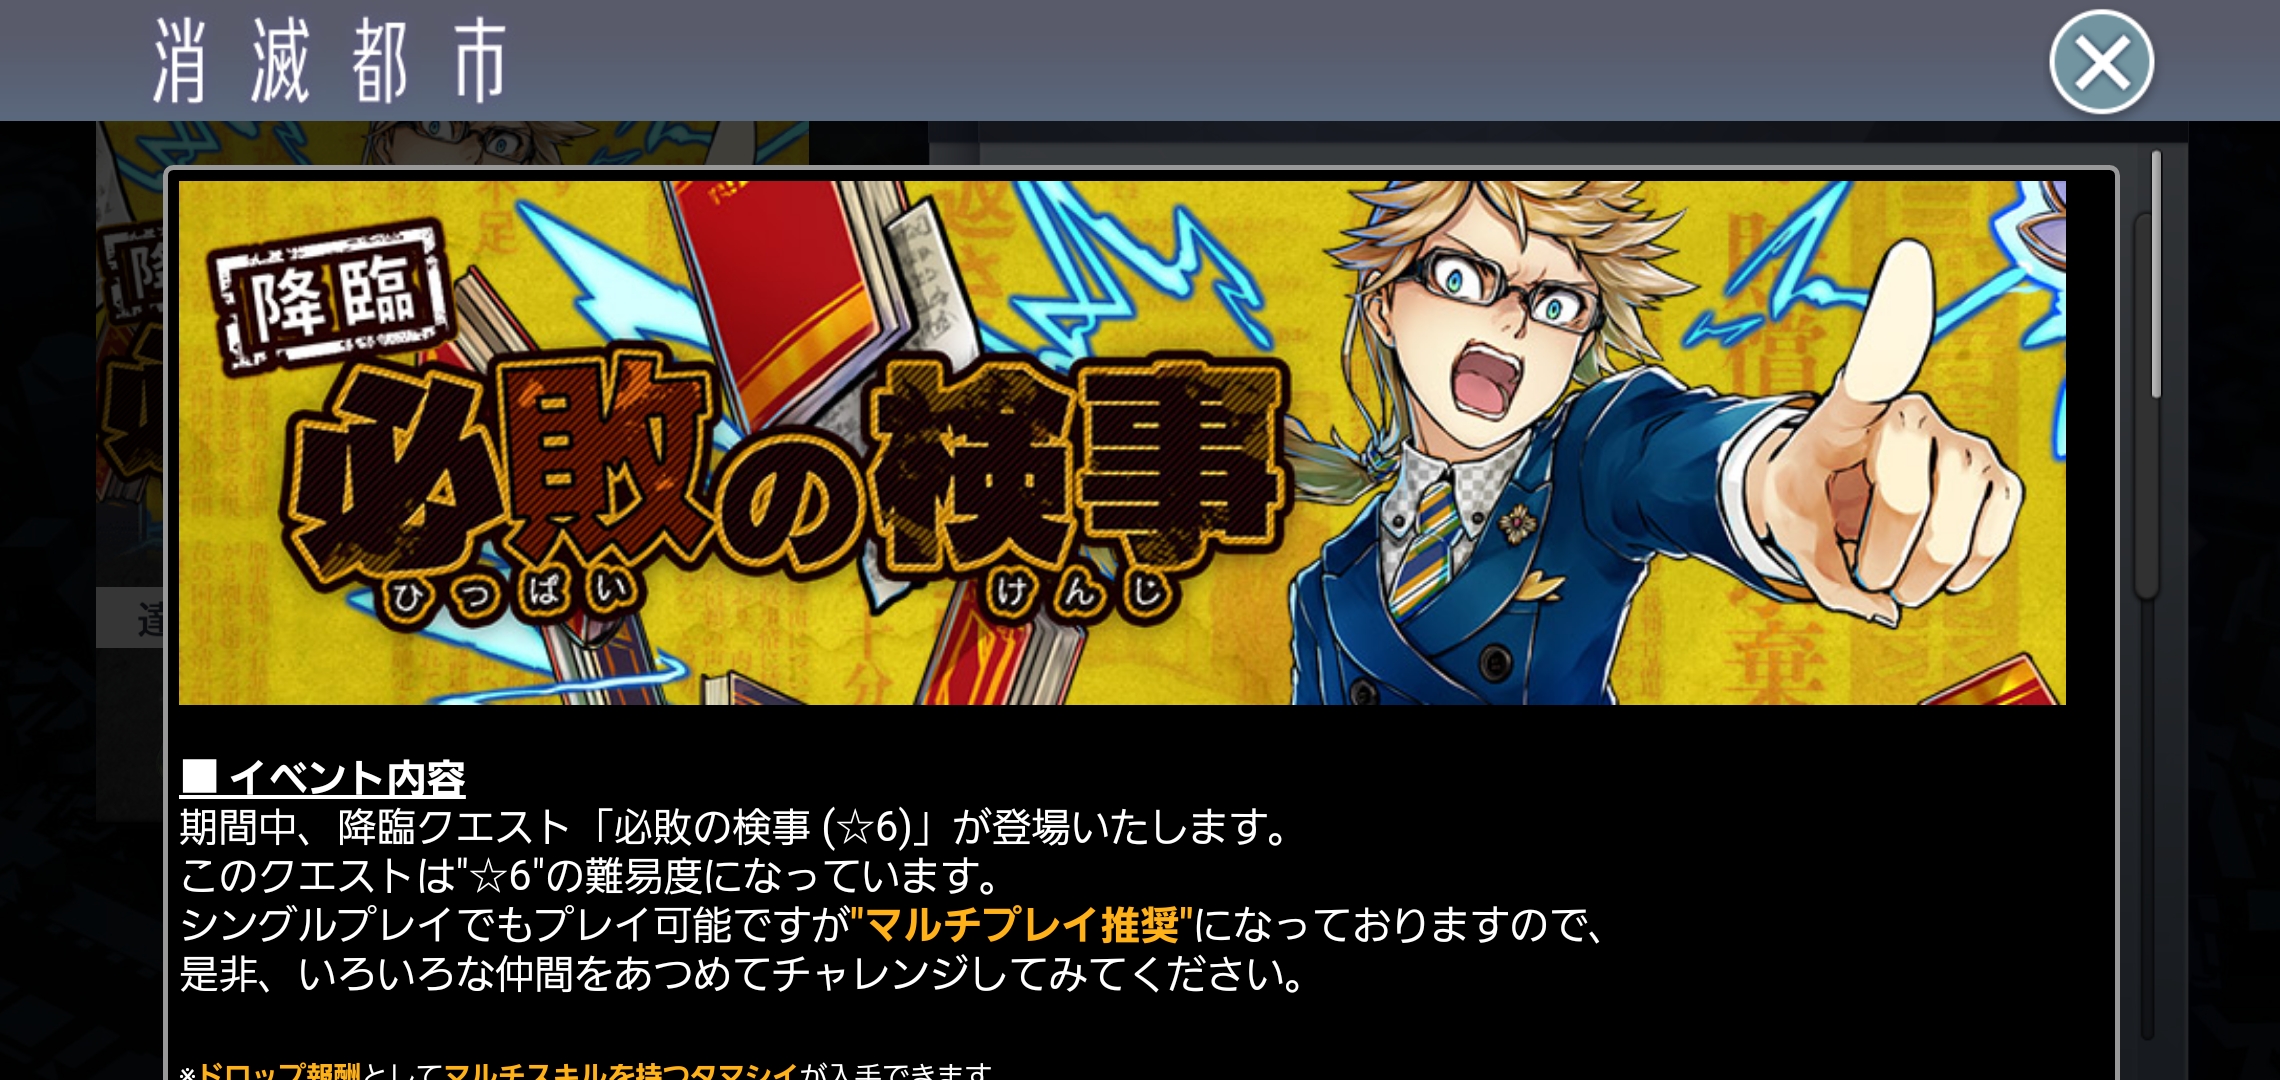 消滅都市
降臨
必敗の検事
ひっぱい けんじ
■ イベント内容
期間中、降臨クエスト「必敗の検事 (☆6)」が登場いたします。
このクエストは"☆6"の難易度になっています。
シングルプレイでもプレイ可能ですが"マルチプレイ推奨"になっておりますので、
是非、いろいろな仲間をあつめてチャレンジしてみてください。
※ドロップ報酬としてマルチスキルを持つタマシイが入手できます